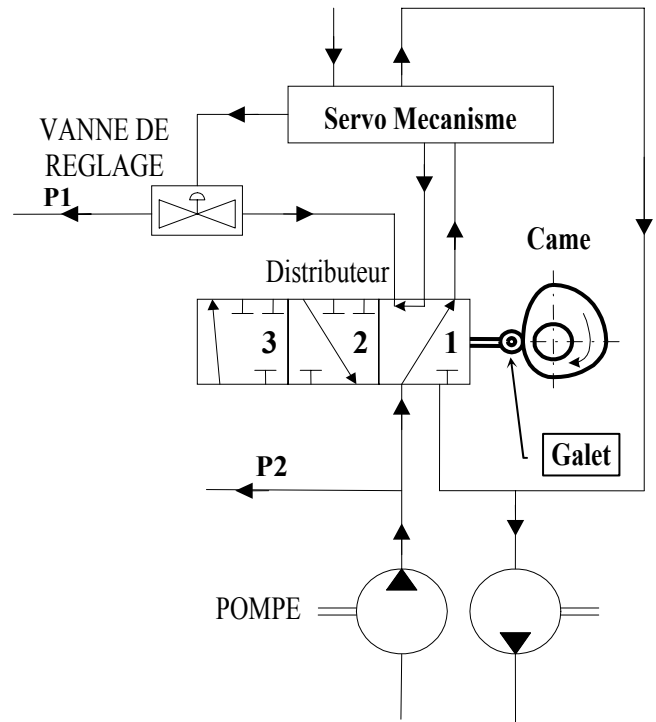 Servo Mecanisme
VANNE DE
REGLAGE
P1
Came
Distributeur
3
2
1
Galet
P2
POMPE